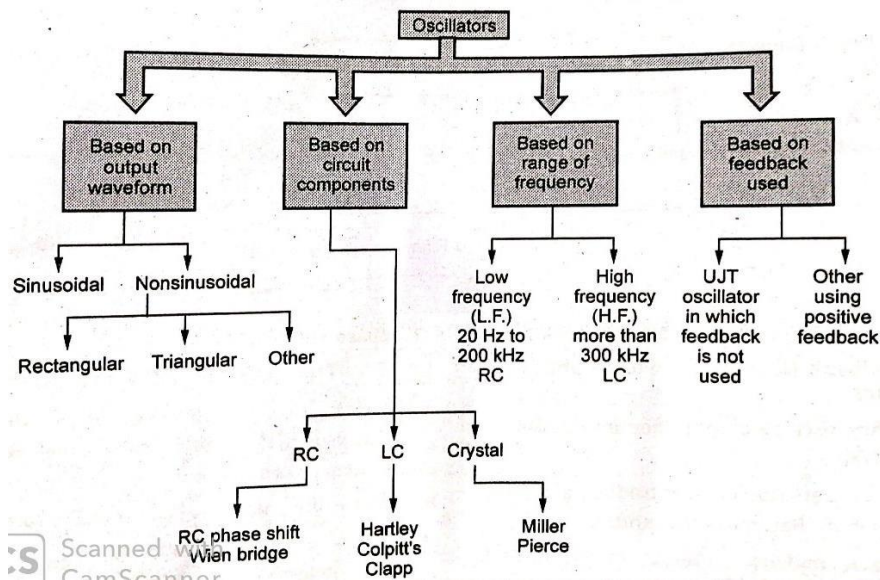 Oscillators
Based on
output
waveform
Based on
circuit
components
Based on
range of
frequency
Based on
feedback
used
Sinusoidal
Nonsinusoidal
Rectangular
Triangular
Other
Low
frequency
(L.F.)
20 Hz to
200 kHz
RC
High
frequency
(H.F.)
more than
300 kHz
LC
UJT
oscillator
in which
feedback
is not
used
Other
using
positive
feedback
RC
LC
Crystal
RC phase shift
Wien bridge
Hartley
Colpitt's
Clapp
Miller
Pierce
CS
Scanned with
CamScanner